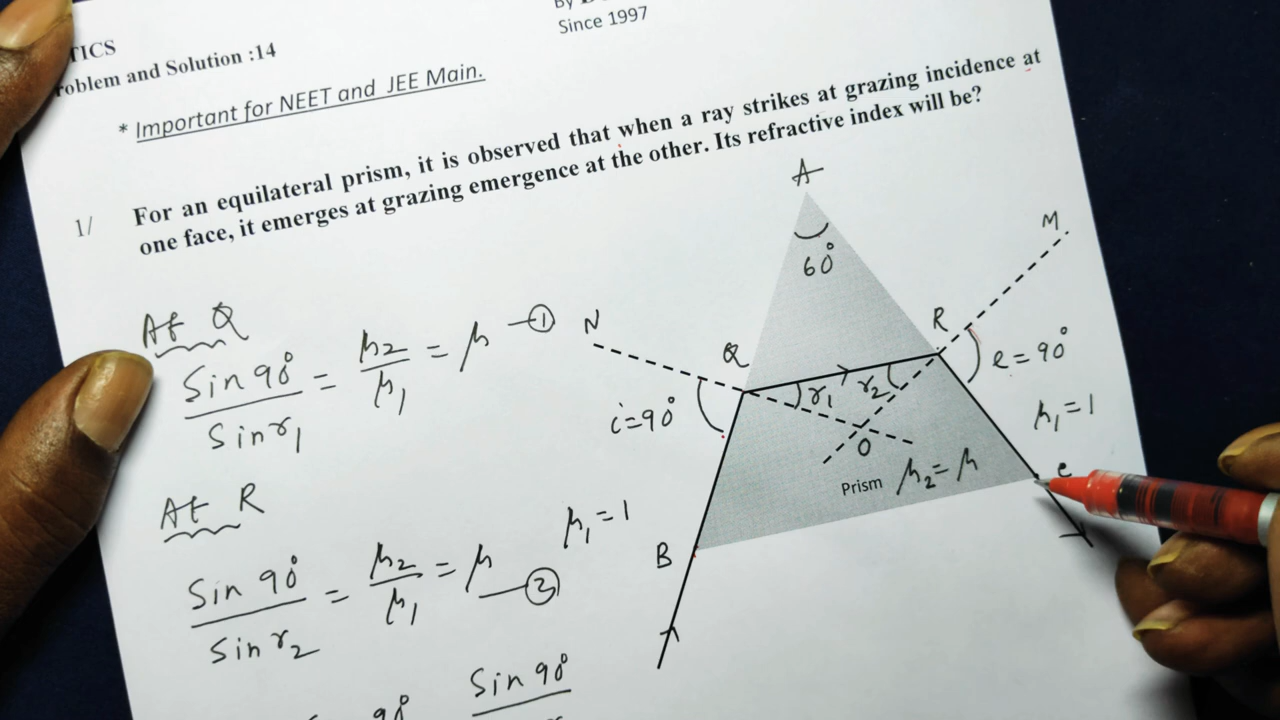 TICS
roblem and Solution :14
By
Since 1997
* Important for NEET and JEE Main.
1/ For an equilateral prism, it is observed that when a ray strikes at grazing incidence at
one face, it emerges at grazing emergence at the other. Its refractive index will be?
At Q
Sin 90° / Sin r₁ = μ₂ / μ₁ = μ —①
At R
Sin 90° / Sin r₂ = μ₂ / μ₁ = μ —②
μ₁ = 1
90° Sin 90°
A
60°
M
N
Q
R
i = 90°
r₁
r₂
e = 90°
μ₁ = 1
O
Prism μ₂ = μ
B
C